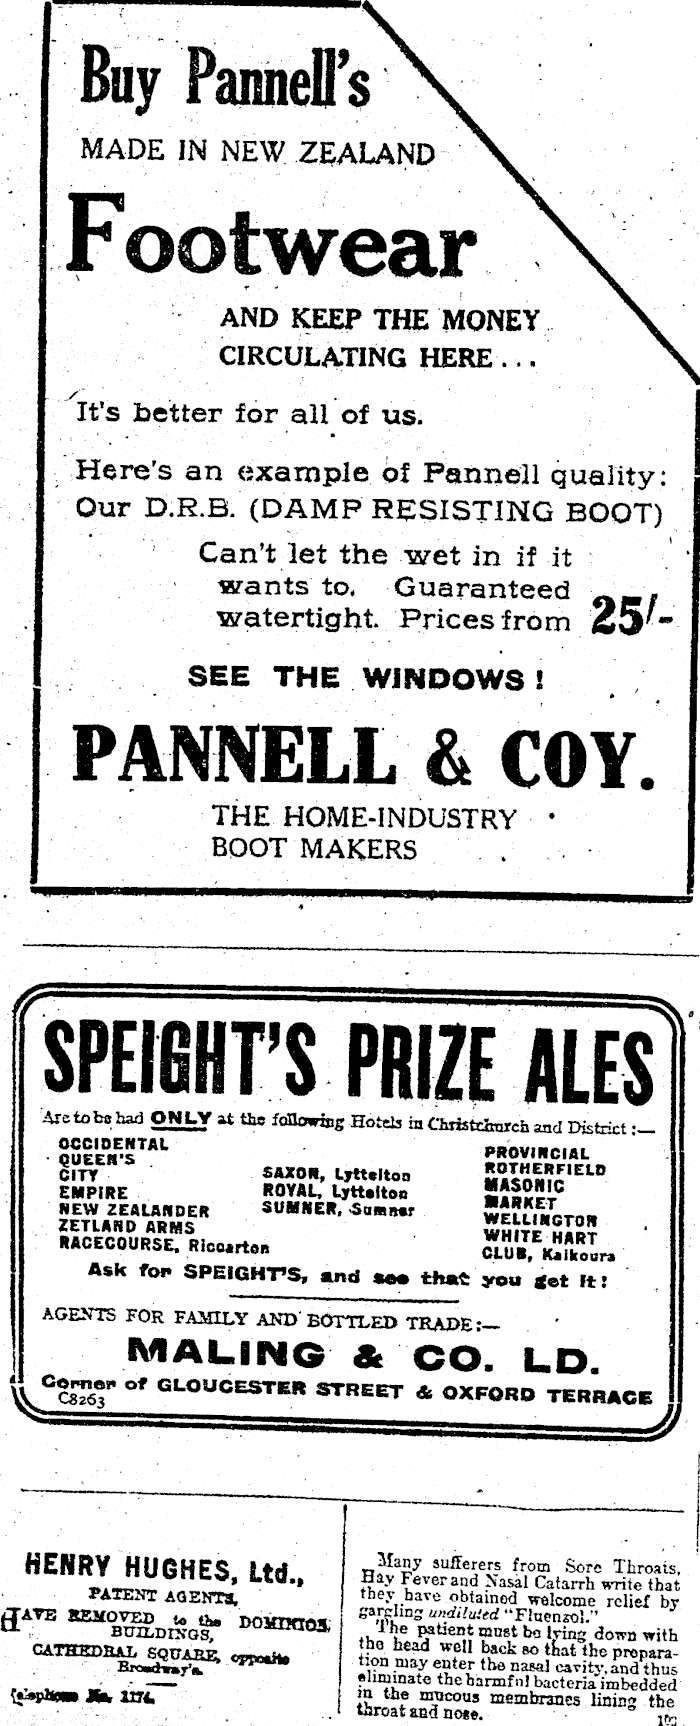 Buy Pannell's
MADE IN NEW ZEALAND
Footwear
AND KEEP THE MONEY
CIRCULATING HERE...
It's better for all of us.
Here's an example of Pannell quality:
Our D.R.B. (DAMP RESISTING BOOT)
Can't let the wet in if it
wants to. Guaranteed
watertight. Prices from 25/-
SEE THE WINDOWS!
PANNELL & COY.
THE HOME-INDUSTRY
BOOT MAKERS
SPEIGHT'S PRIZE ALES
Are to be had ONLY at the following Hotels in Christchurch and District:—
OCCIDENTAL
QUEEN'S
CITY
EMPIRE
NEW ZEALANDER
ZETLAND ARMS
RACECOURSE, Riccarton
SAXON, Lyttelton
ROYAL, Lyttelton
SUMNER, Sumner
PROVINCIAL
ROTHERFIELD
MASONIC
MARKET
WELLINGTON
WHITE HART
CLUB, Kaikoura
Ask for SPEIGHT'S, and see that you get it!
AGENTS FOR FAMILY AND BOTTLED TRADE:—
MALING & CO. LD.
Corner of GLOUCESTER STREET & OXFORD TERRACE
C8263
HENRY HUGHES, Ltd.,
PATENT AGENTS,
HAVE REMOVED to the DOMINION
BUILDINGS,
CATHEDRAL SQUARE, opposite
Broadway's.
Telephone No. 1174.
Many sufferers from Sore Throats,
Hay Fever and Nasal Catarrh write that
they have obtained welcome relief by
gargling undiluted "Fluenzol."
The patient must be lying down with
the head well back so that the prepara-
tion may enter the nasal cavity, and thus
eliminate the harmful bacteria imbedded
in the mucous membranes lining the
throat and nose.